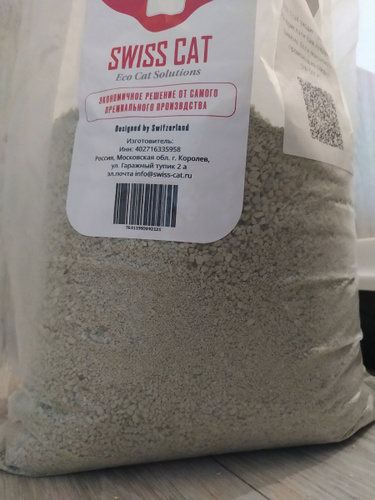 SWISS CAT
Eco Cat Solutions
ЭКОНОМИЧНОЕ РЕШЕНИЕ ОТ САМОГО
ПРЕМИАЛЬНОГО ПРОИЗВОДСТВА
Designed by Switzerland
Изготовитель:
ИНН: 402716335958
Россия, Московская обл. г. Королев,
ул. Гаражный тупик 2 а
эл.почта info@swiss-cat.ru